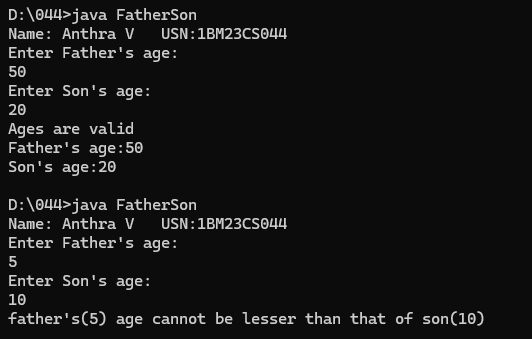 D:\044>java FatherSon
Name: Anthra V   USN:1BM23CS044
Enter Father's age:
50
Enter Son's age:
20
Ages are valid
Father's age:50
Son's age:20

D:\044>java FatherSon
Name: Anthra V   USN:1BM23CS044
Enter Father's age:
5
Enter Son's age:
10
father's(5) age cannot be lesser than that of son(10)